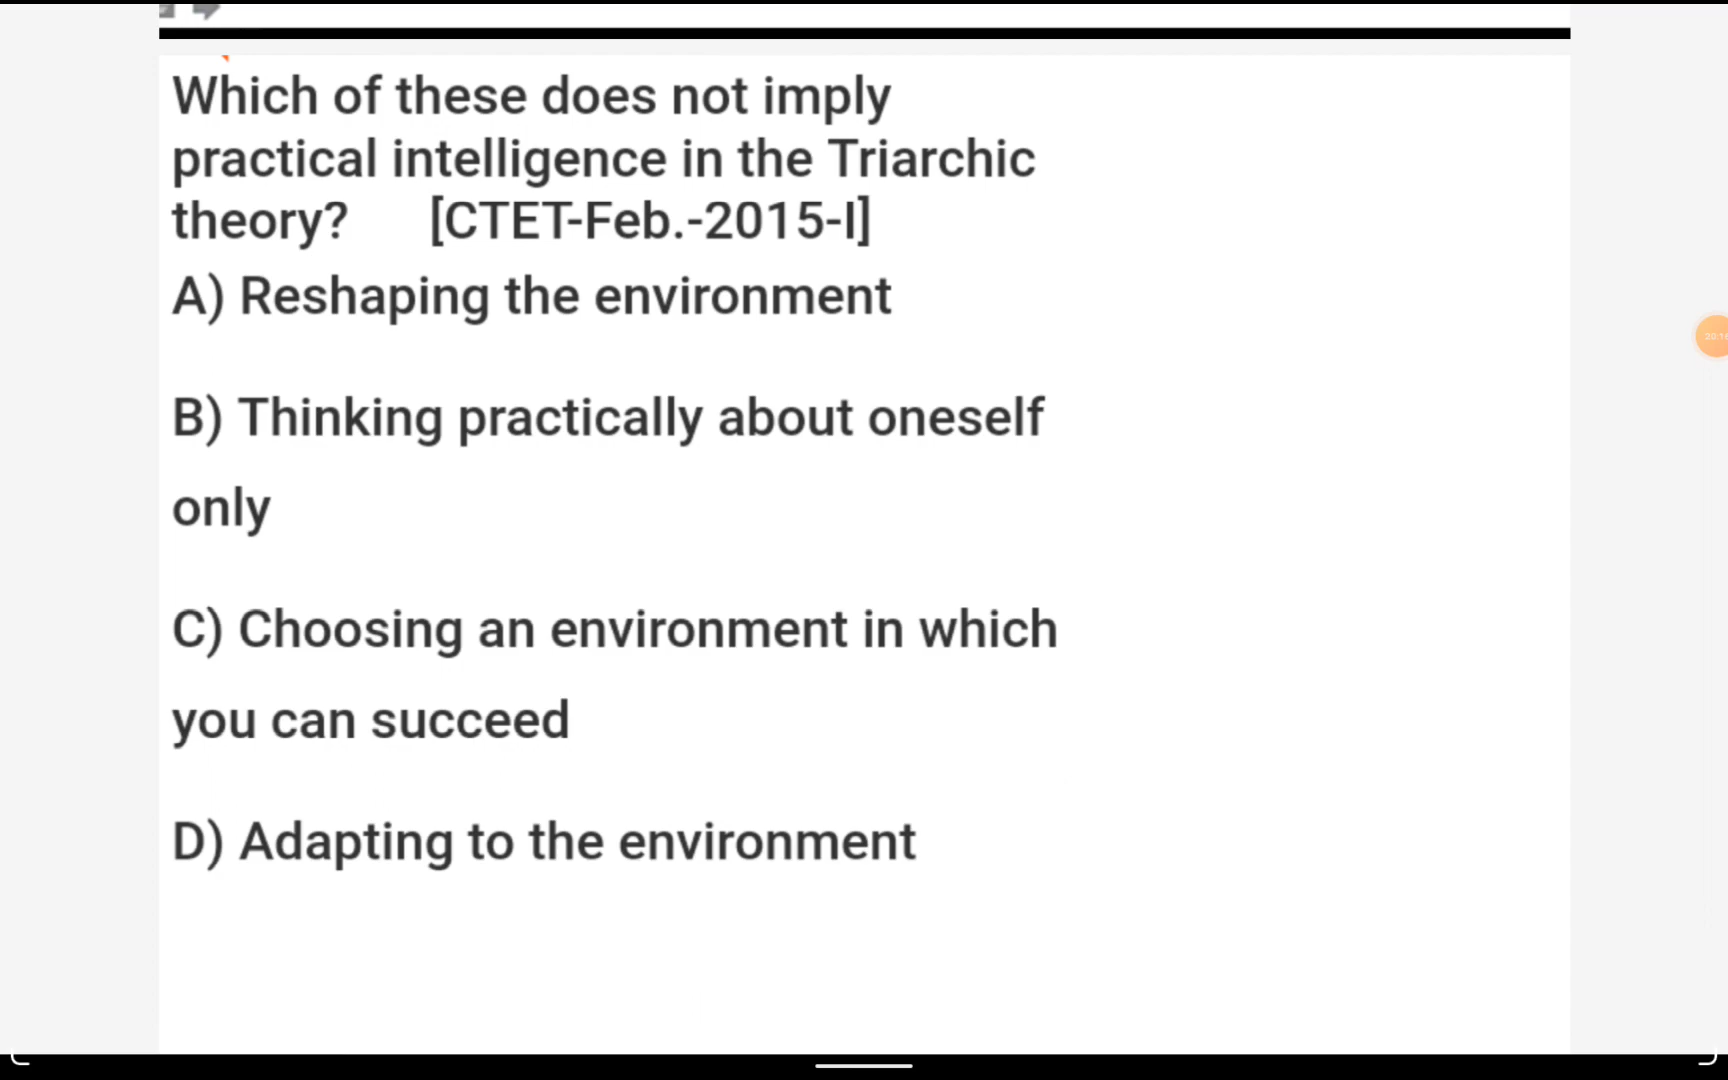 Which of these does not imply
practical intelligence in the Triarchic
theory? [CTET-Feb.-2015-I]
A) Reshaping the environment
B) Thinking practically about oneself
only
C) Choosing an environment in which
you can succeed
D) Adapting to the environment